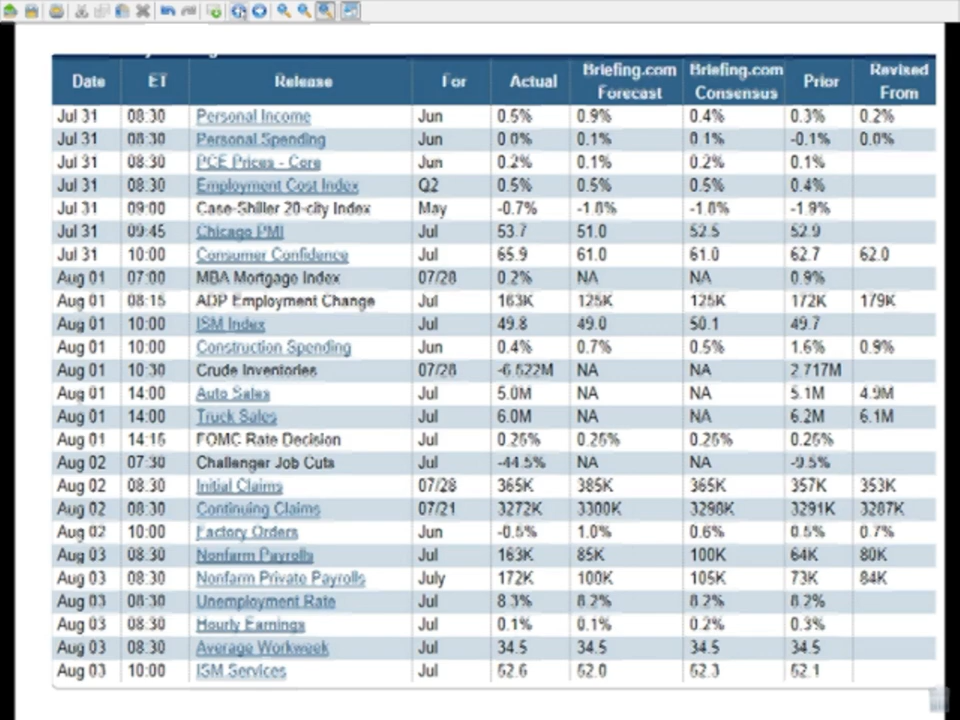 Date ET Release For Actual Briefing.com Forecast Briefing.com Consensus Prior Revised From
Jul 31 08:30 Personal Income Jun 0.5% 0.9% 0.4% 0.3% 0.2%
Jul 31 08:30 Personal Spending Jun 0.0% 0.1% 0.1% -0.1% 0.0%
Jul 31 08:30 PCE Prices - Core Jun 0.2% 0.1% 0.2% 0.1%
Jul 31 08:30 Employment Cost Index Q2 0.5% 0.5% 0.5% 0.4%
Jul 31 09:00 Case-Shiller 20-city Index May -0.7% -1.8% -1.8% -1.9%
Jul 31 09:45 Chicago PMI Jul 53.7 51.0 52.5 52.9
Jul 31 10:00 Consumer Confidence Jul 65.9 61.0 61.0 62.7 62.0
Aug 01 07:00 MBA Mortgage Index 07/28 0.2% NA NA 0.9%
Aug 01 08:15 ADP Employment Change Jul 163K 125K 125K 172K 179K
Aug 01 10:00 ISM Index Jul 49.8 49.0 50.1 49.7
Aug 01 10:00 Construction Spending Jun 0.4% 0.7% 0.5% 1.6% 0.9%
Aug 01 10:30 Crude Inventories 07/28 -6.522M NA NA 2.717M
Aug 01 14:00 Auto Sales Jul 5.0M NA NA 5.1M 4.9M
Aug 01 14:00 Truck Sales Jul 6.0M NA NA 6.2M 6.1M
Aug 01 14:15 FOMC Rate Decision Jul 0.25% 0.25% 0.25% 0.25%
Aug 02 07:30 Challenger Job Cuts Jul -44.5% NA NA -9.5%
Aug 02 08:30 Initial Claims 07/28 365K 385K 365K 357K 353K
Aug 02 08:30 Continuing Claims 07/21 3272K 3300K 3298K 3291K 3287K
Aug 02 10:00 Factory Orders Jun -0.5% 1.0% 0.6% 0.5% 0.7%
Aug 03 08:30 Nonfarm Payrolls Jul 163K 85K 100K 64K 80K
Aug 03 08:30 Nonfarm Private Payrolls July 172K 100K 105K 73K 84K
Aug 03 08:30 Unemployment Rate Jul 8.3% 8.2% 8.2% 8.2%
Aug 03 08:30 Hourly Earnings Jul 0.1% 0.1% 0.2% 0.3%
Aug 03 08:30 Average Workweek Jul 34.5 34.5 34.5 34.5
Aug 03 10:00 ISM Services Jul 52.6 52.0 52.3 52.1